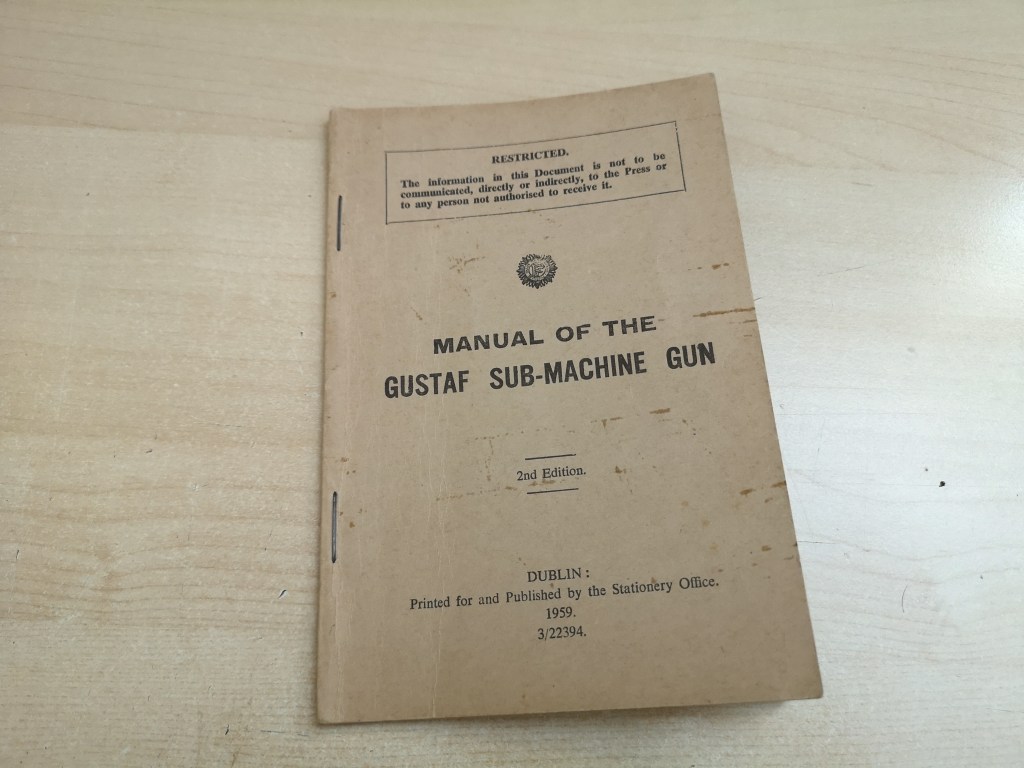 RESTRICTED.
The information in this Document is not to be
communicated, directly or indirectly, to the Press or
to any person not authorised to receive it.
MANUAL OF THE
GUSTAF SUB-MACHINE GUN
2nd Edition.
DUBLIN:
Printed for and Published by the Stationery Office.
1959.
3/22394.